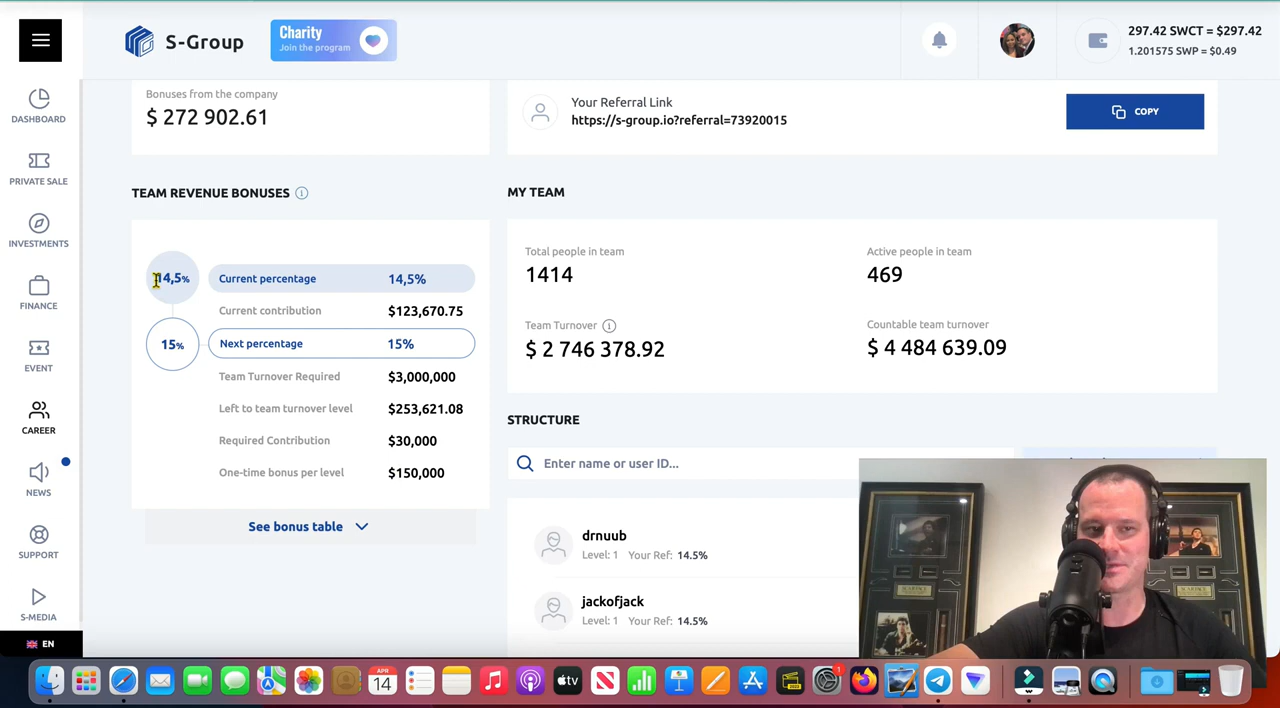 S-Group
Charity
Join the program
297.42 SWCT = $297.42
1.201575 SWP = $0.49
DASHBOARD
PRIVATE SALE
INVESTMENTS
FINANCE
EVENT
CAREER
NEWS
SUPPORT
S-MEDIA
EN
Bonuses from the company
$ 272 902.61
Your Referral Link
https://s-group.io?referral=73920015
COPY
TEAM REVENUE BONUSES
14,5%
Current percentage 14,5%
Current contribution $123,670.75
15%
Next percentage 15%
Team Turnover Required $3,000,000
Left to team turnover level $253,621.08
Required Contribution $30,000
One-time bonus per level $150,000
See bonus table
MY TEAM
Total people in team
1414
Active people in team
469
Team Turnover
$ 2 746 378.92
Countable team turnover
$ 4 484 639.09
STRUCTURE
Enter name or user ID...
drnuub
Level: 1 Your Ref: 14.5%
jackofjack
Level: 1 Your Ref: 14.5%
APR
14
tv
1